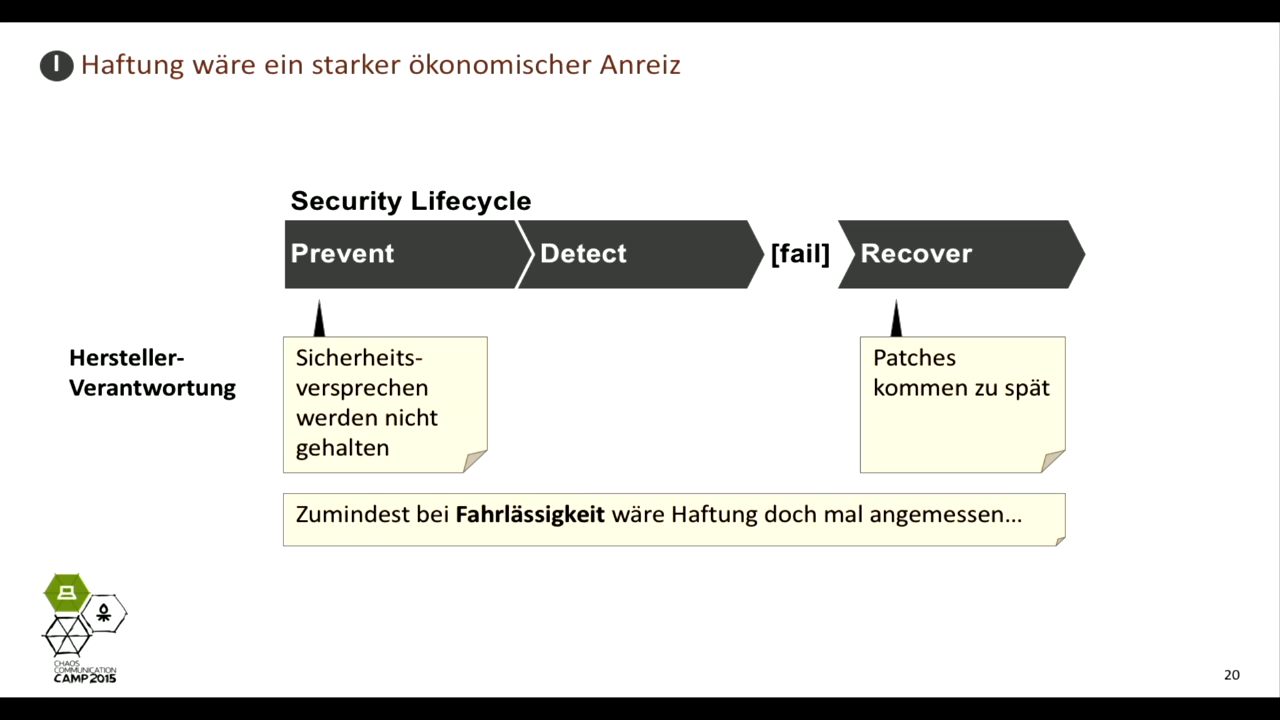 I Haftung wäre ein starker ökonomischer Anreiz
Security Lifecycle
Prevent Detect [fail] Recover
Hersteller-
Verantwortung
Sicherheits-
versprechen
werden nicht
gehalten
Patches
kommen zu spät
Zumindest bei Fahrlässigkeit wäre Haftung doch mal angemessen...
CHAOS
COMMUNICATION
CAMP 2015
20